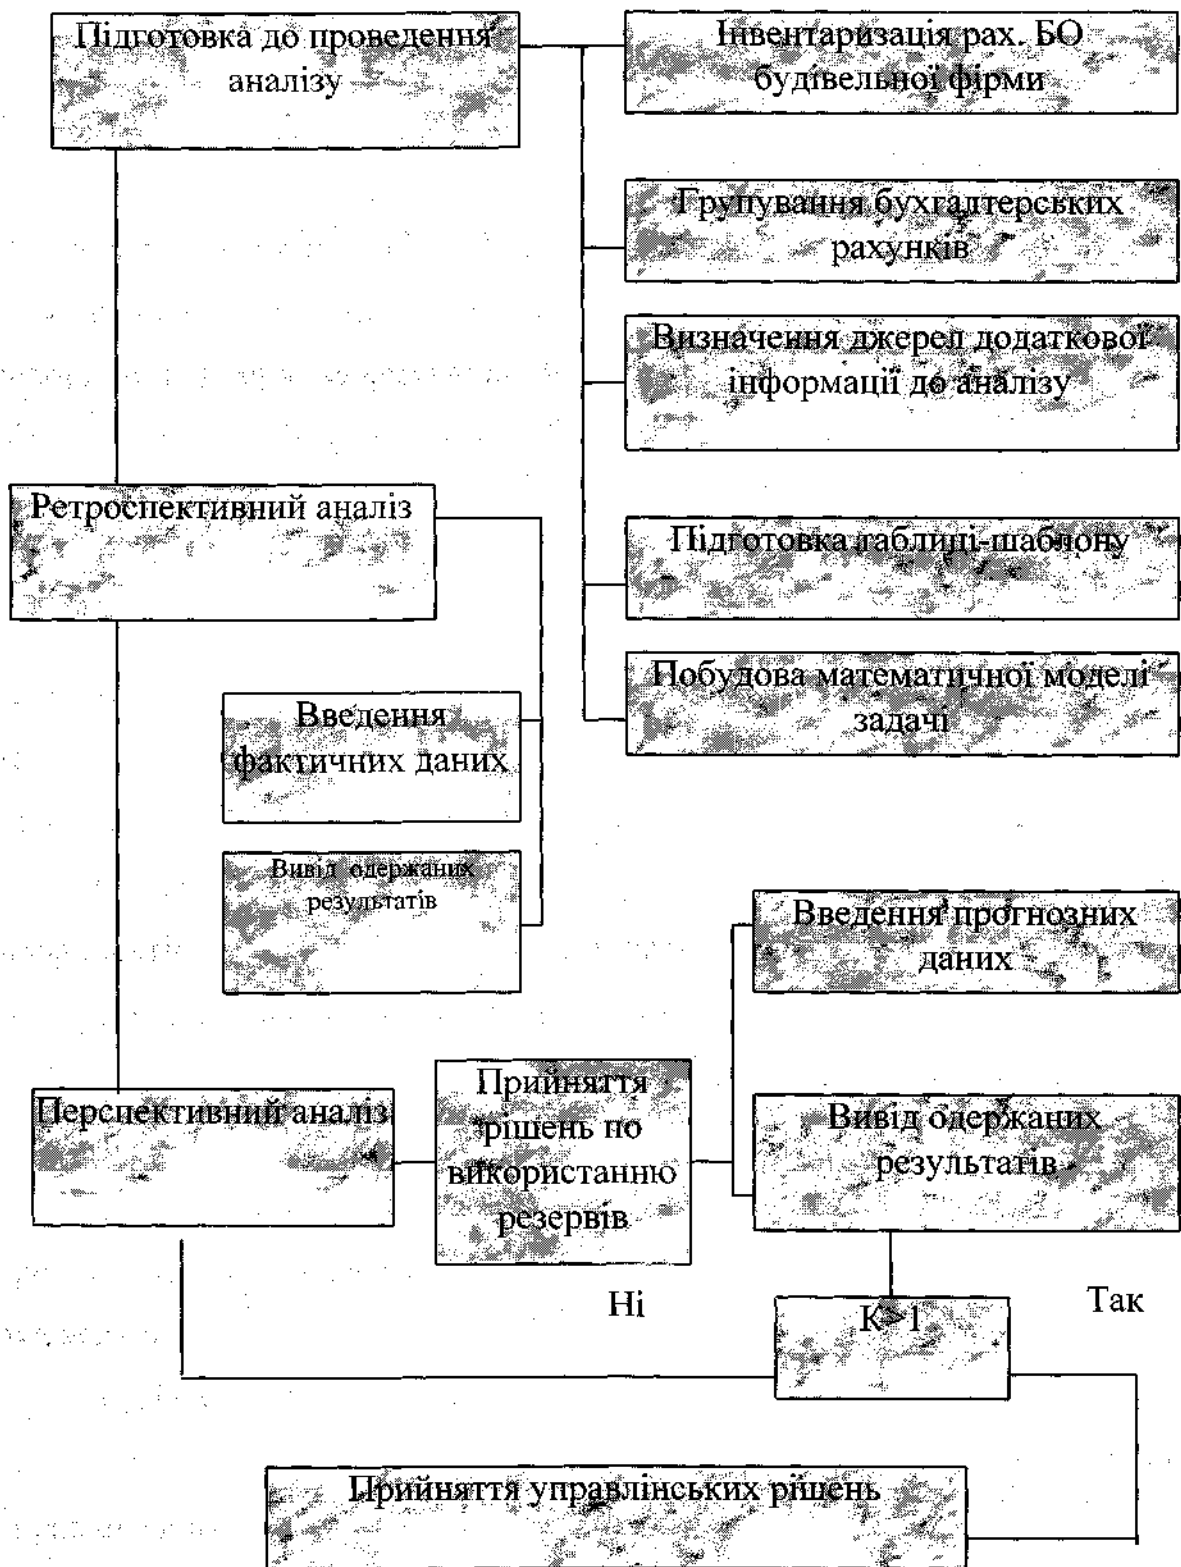 Підготовка до проведення
аналізу
Інвентаризація рах. БО
будівельної фірми
Групування бухгалтерських
рахунків
Визначення джерел додаткової
інформації до аналізу
Ретроспективний аналіз
Підготовка таблиці-шаблону
Побудова математичної моделі
задачі
Введення
фактичних даних
Вивід одержаних
результатів
Введення прогнозних
даних
Перспективний аналіз
Прийняття
рішень по
використанню
резервів
Вивід одержаних
результатів
Ні
K>1
Так
Прийняття управлінських рішень